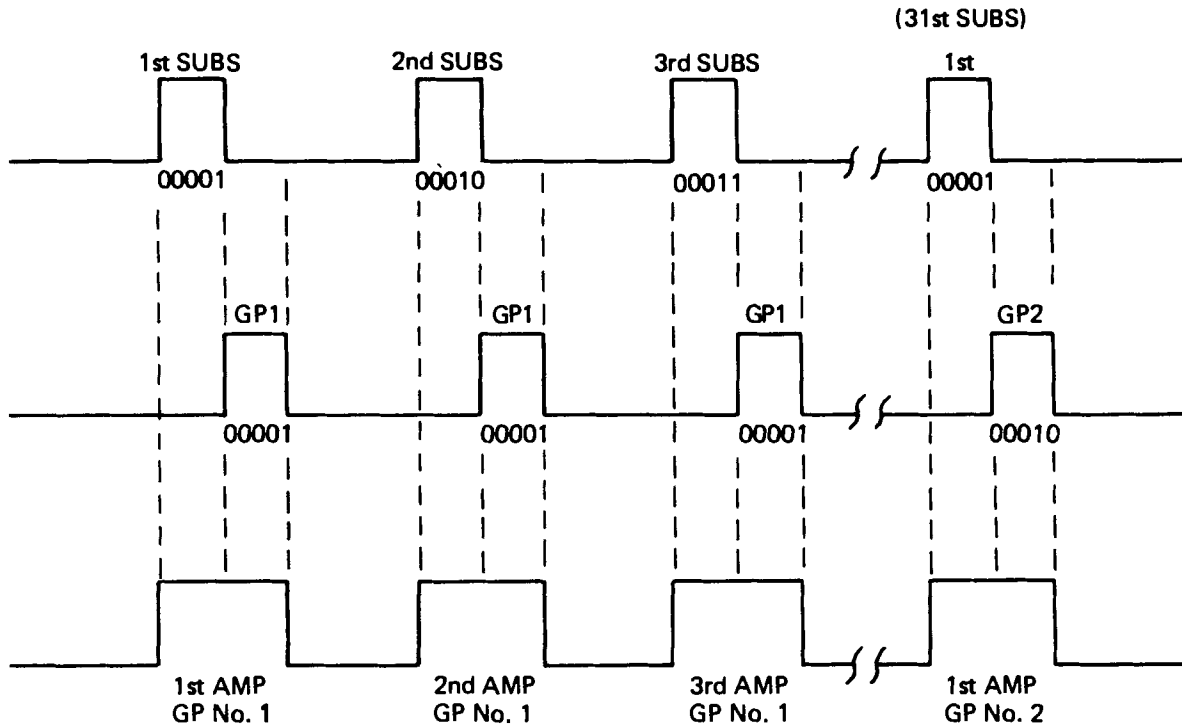 (31st SUBS)
1st SUBS 2nd SUBS 3rd SUBS 1st
00001 00010 00011 00001
GP1 GP1 GP1 GP2
00001 00001 00001 00010
1st AMP 2nd AMP 3rd AMP 1st AMP
GP No. 1 GP No. 1 GP No. 1 GP No. 2